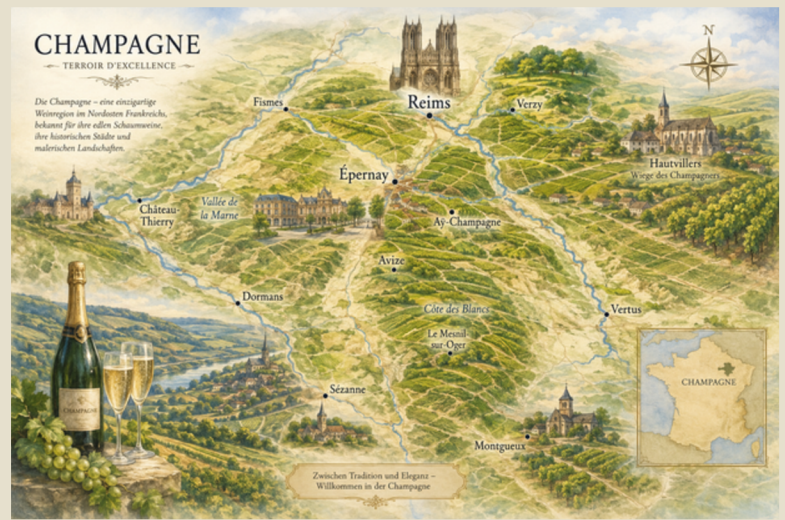 CHAMPAGNE
TERROIR D'EXCELLENCE
Die Champagne – eine einzigartige
Weinregion im Nordosten Frankreichs,
bekannt für ihre edlen Schaumweine,
ihre historischen Städte und
malerischen Landschaften.
N
Fismes
Reims
Verzy
Hautvillers
Wiege des Champagners
Épernay
Château-
Thierry
Vallée de
la Marne
Aÿ-Champagne
Avize
Dormans
Côte des Blancs
Vertus
Le Mesnil-
sur-Oger
CHAMPAGNE
Sézanne
CHAMPAGNE
Montgueux
Zwischen Tradition und Eleganz –
Willkommen in der Champagne